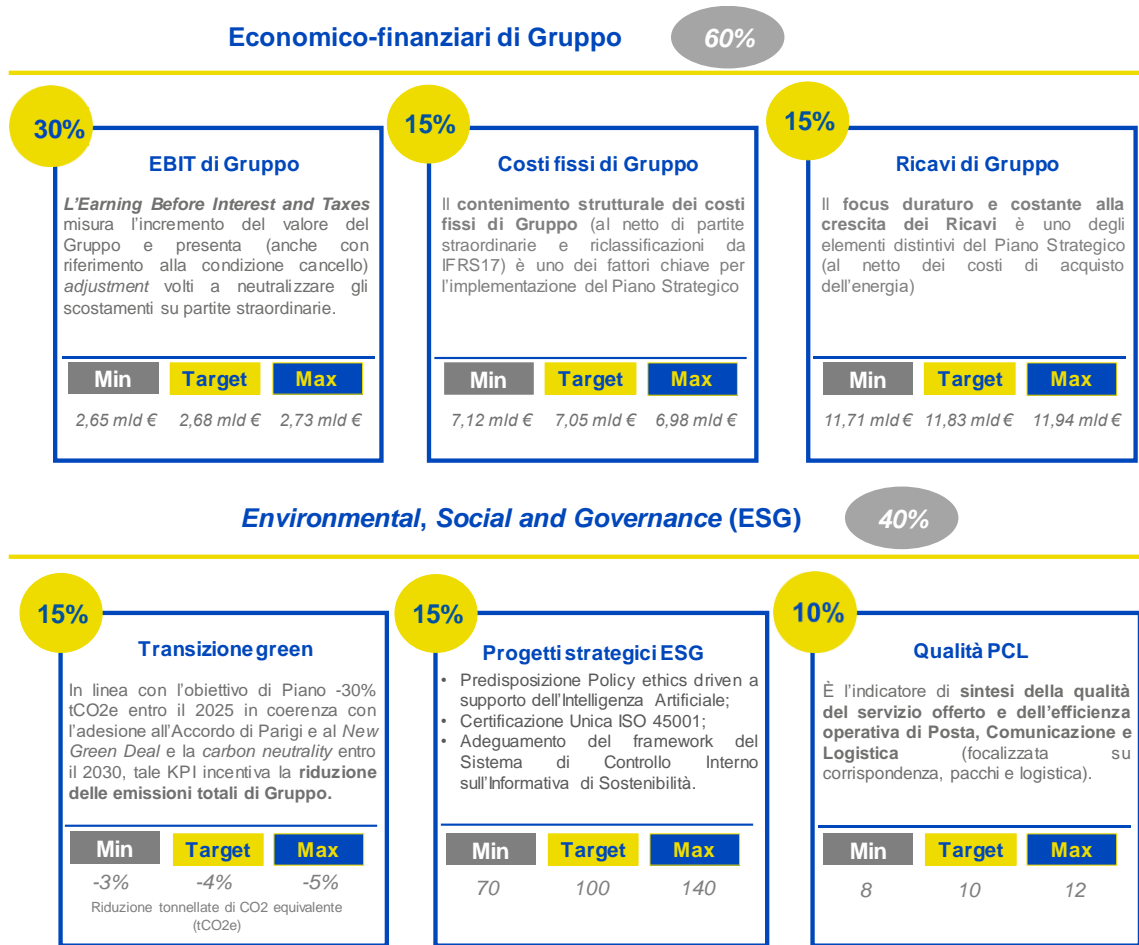 Economico-finanziari di Gruppo 60%
30%
EBIT di Gruppo
L'Earning Before Interest and Taxes
misura l'incremento del valore del
Gruppo e presenta (anche con
riferimento alla condizione cancello)
adjustment volti a neutralizzare gli
scostamenti su partite straordinarie.
Min Target Max
2,65 mld € 2,68 mld € 2,73 mld €
15%
Costi fissi di Gruppo
Il contenimento strutturale dei costi
fissi di Gruppo (al netto di partite
straordinarie e riclassificazioni da
IFRS17) è uno dei fattori chiave per
l'implementazione del Piano Strategico
Min Target Max
7,12 mld € 7,05 mld € 6,98 mld €
15%
Ricavi di Gruppo
Il focus duraturo e costante alla
crescita dei Ricavi è uno degli
elementi distintivi del Piano Strategico
(al netto dei costi di acquisto
dell'energia)
Min Target Max
11,71 mld € 11,83 mld € 11,94 mld €
Environmental, Social and Governance (ESG) 40%
15%
Transizione green
In linea con l'obiettivo di Piano -30%
tCO2e entro il 2025 in coerenza con
l'adesione all'Accordo di Parigi e al New
Green Deal e la carbon neutrality entro
il 2030, tale KPI incentiva la riduzione
delle emissioni totali di Gruppo.
Min Target Max
-3% -4% -5%
Riduzione tonnellate di CO2 equivalente
(tCO2e)
15%
Progetti strategici ESG
• Predisposizione Policy ethics driven a
supporto dell'Intelligenza Artificiale;
• Certificazione Unica ISO 45001;
• Adeguamento del framework del
Sistema di Controllo Interno
sull'Informativa di Sostenibilità.
Min Target Max
70 100 140
10%
Qualità PCL
È l'indicatore di sintesi della qualità
del servizio offerto e dell'efficienza
operativa di Posta, Comunicazione e
Logistica (focalizzata su
corrispondenza, pacchi e logistica).
Min Target Max
8 10 12